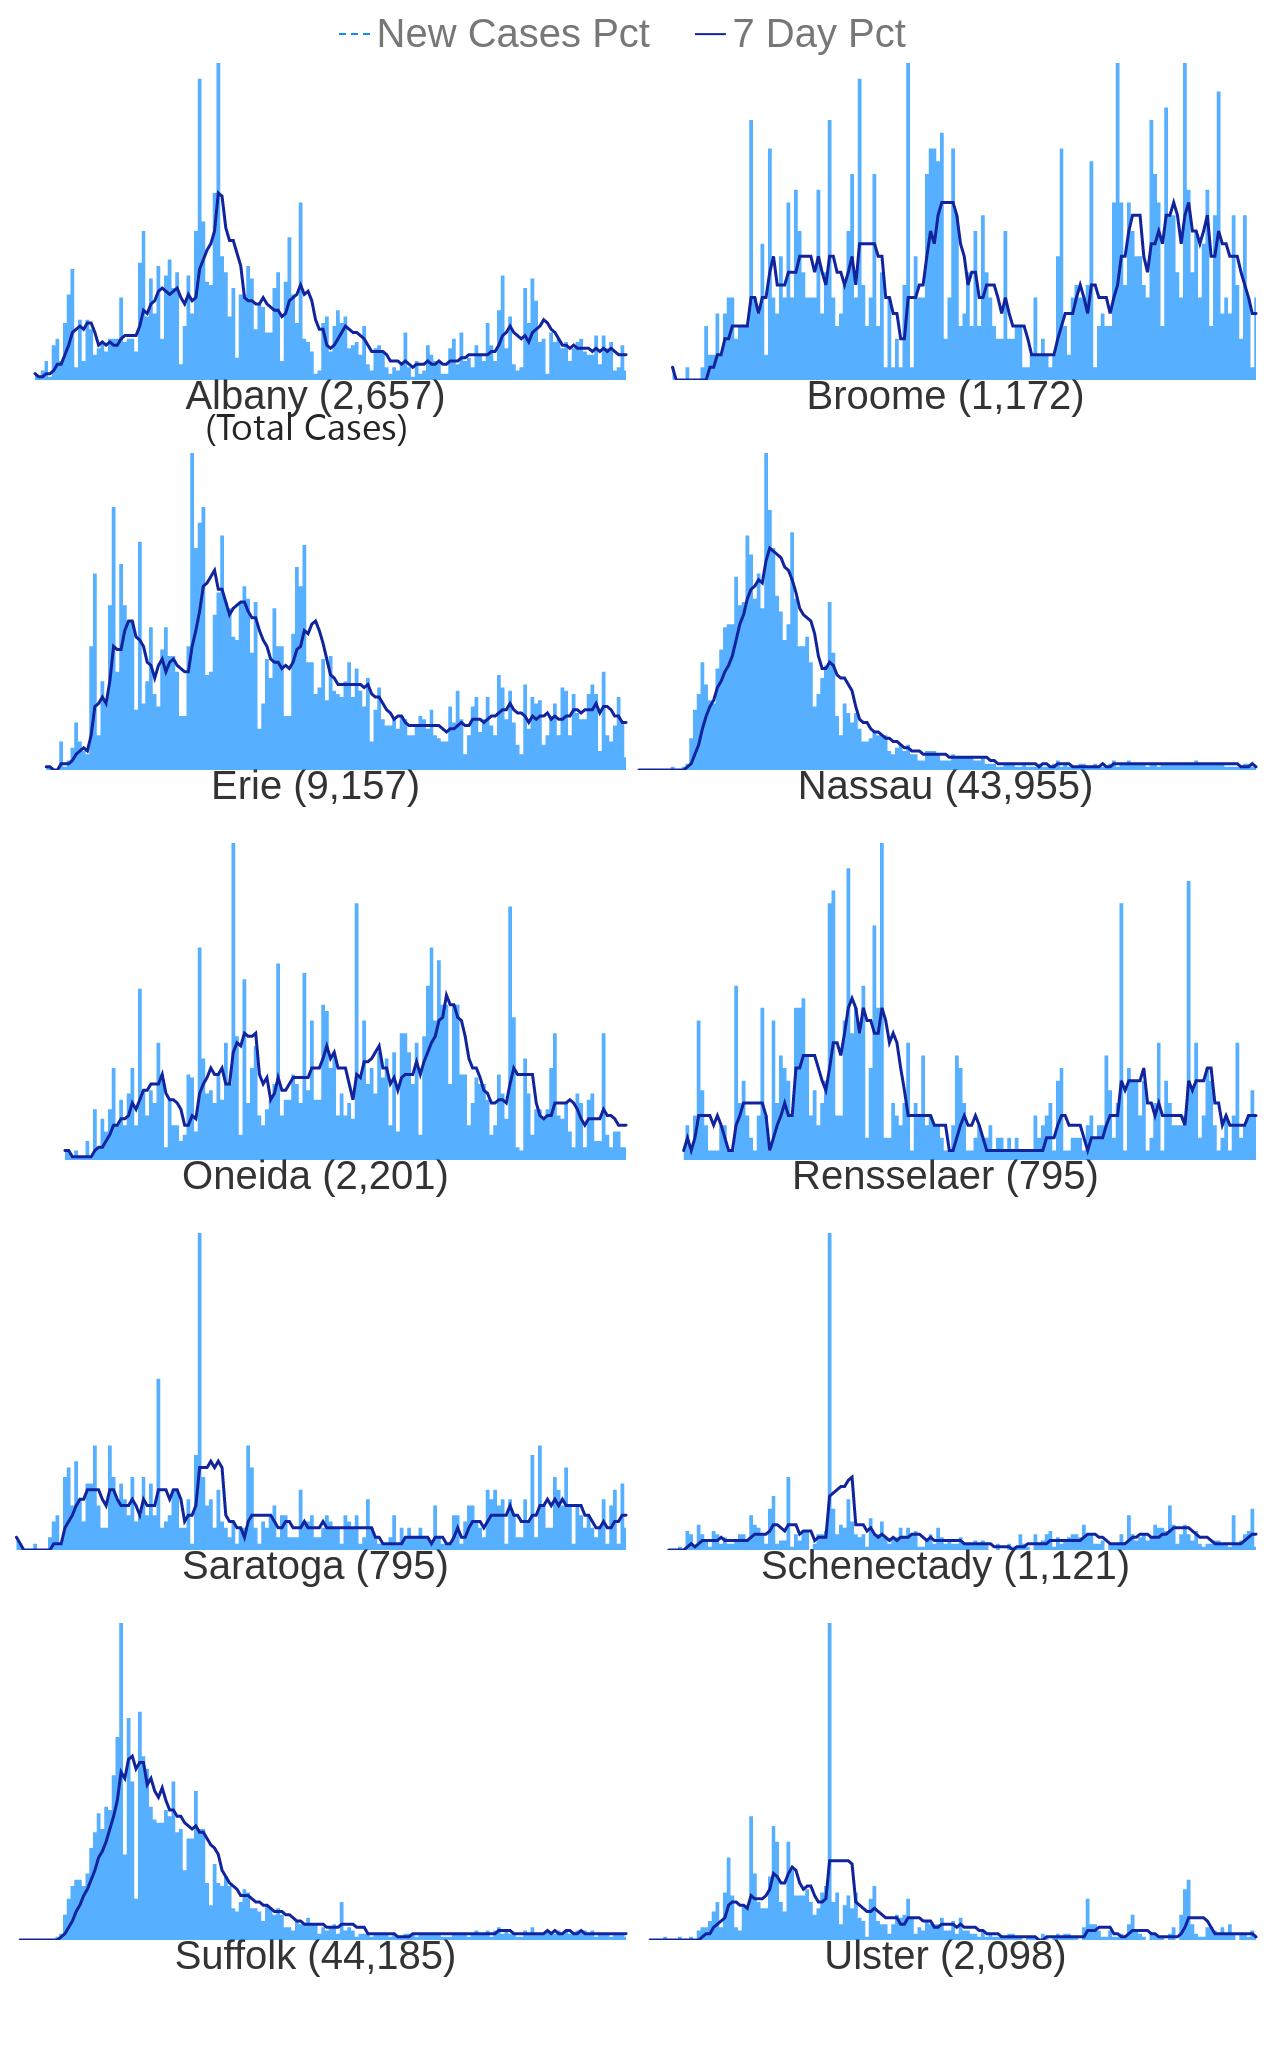 New Cases Pct 7 Day Pct
Albany (2,657) Broome (1,172)
(Total Cases)
Erie (9,157) Nassau (43,955)
Oneida (2,201) Rensselaer (795)
Saratoga (795) Schenectady (1,121)
Suffolk (44,185) Ulster (2,098)